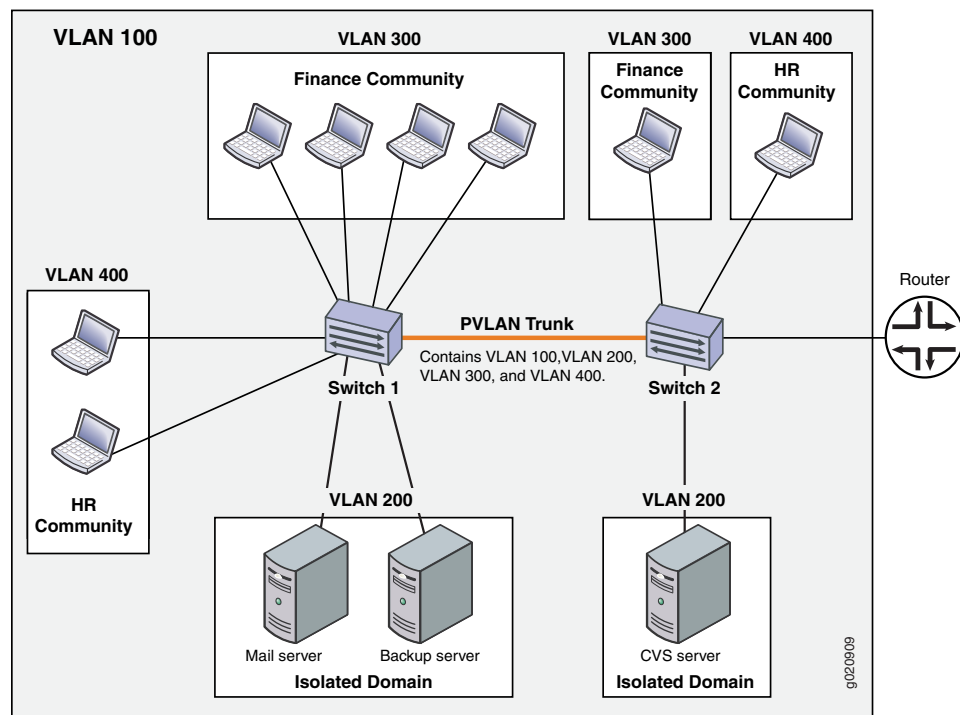 VLAN 100
VLAN 300
Finance Community
VLAN 300
Finance
Community
VLAN 400
HR
Community
VLAN 400
HR
Community
Router
PVLAN Trunk
Contains VLAN 100,VLAN 200,
VLAN 300, and VLAN 400.
Switch 1
Switch 2
VLAN 200
Mail server
Backup server
Isolated Domain
VLAN 200
CVS server
Isolated Domain
g020909